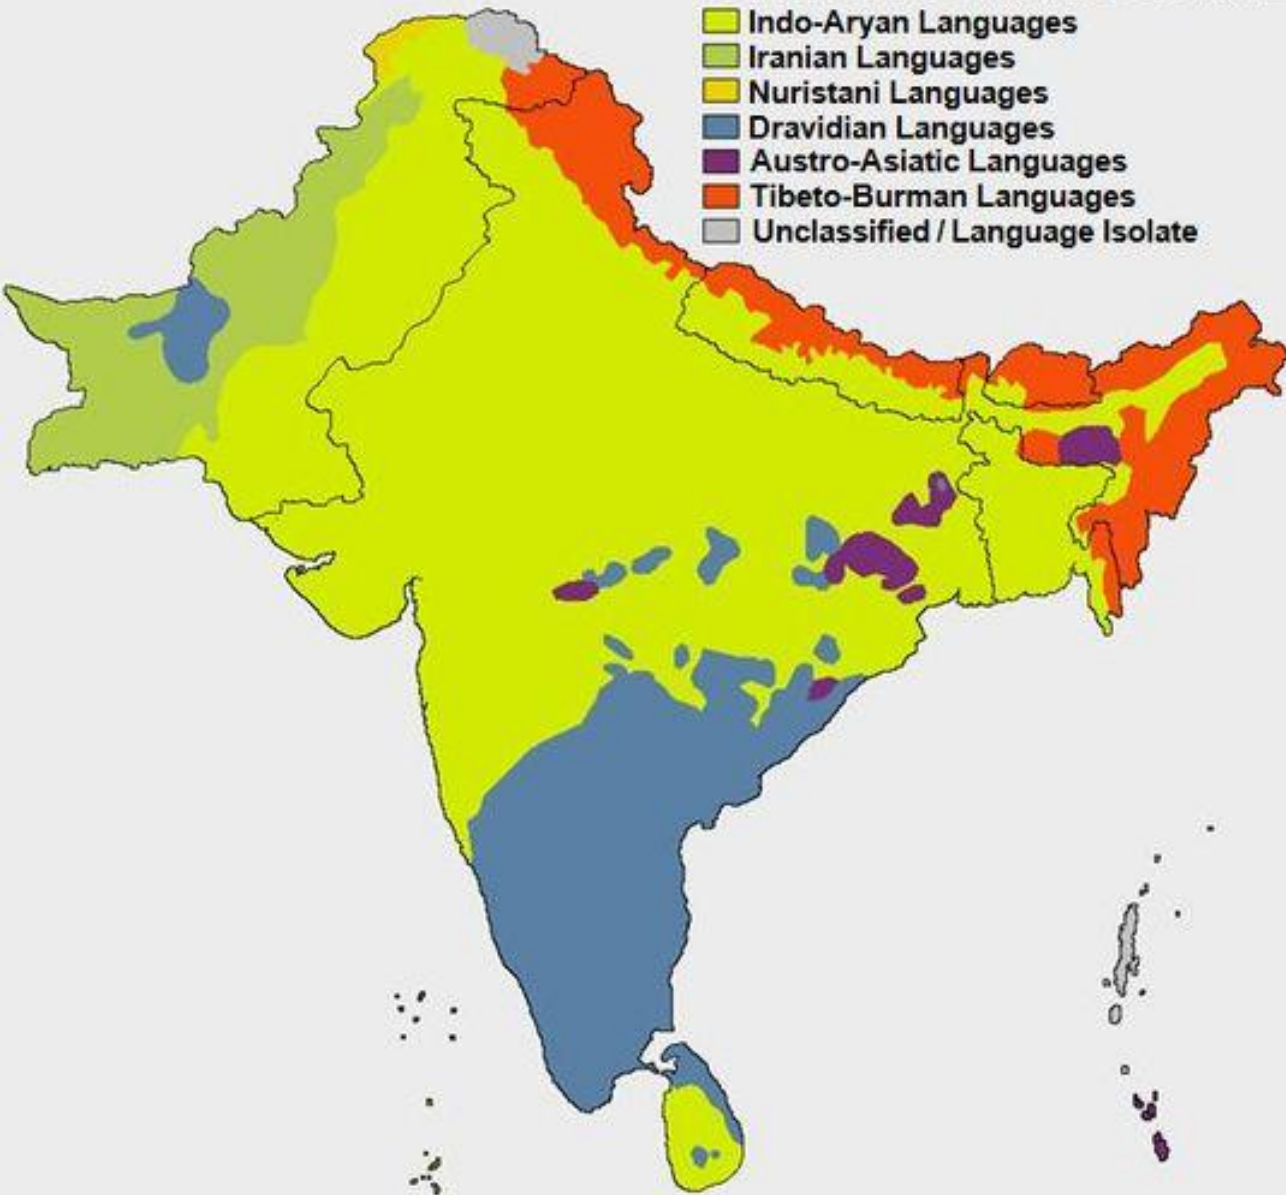 Indo-Aryan Languages
Iranian Languages
Nuristani Languages
Dravidian Languages
Austro-Asiatic Languages
Tibeto-Burman Languages
Unclassified / Language Isolate